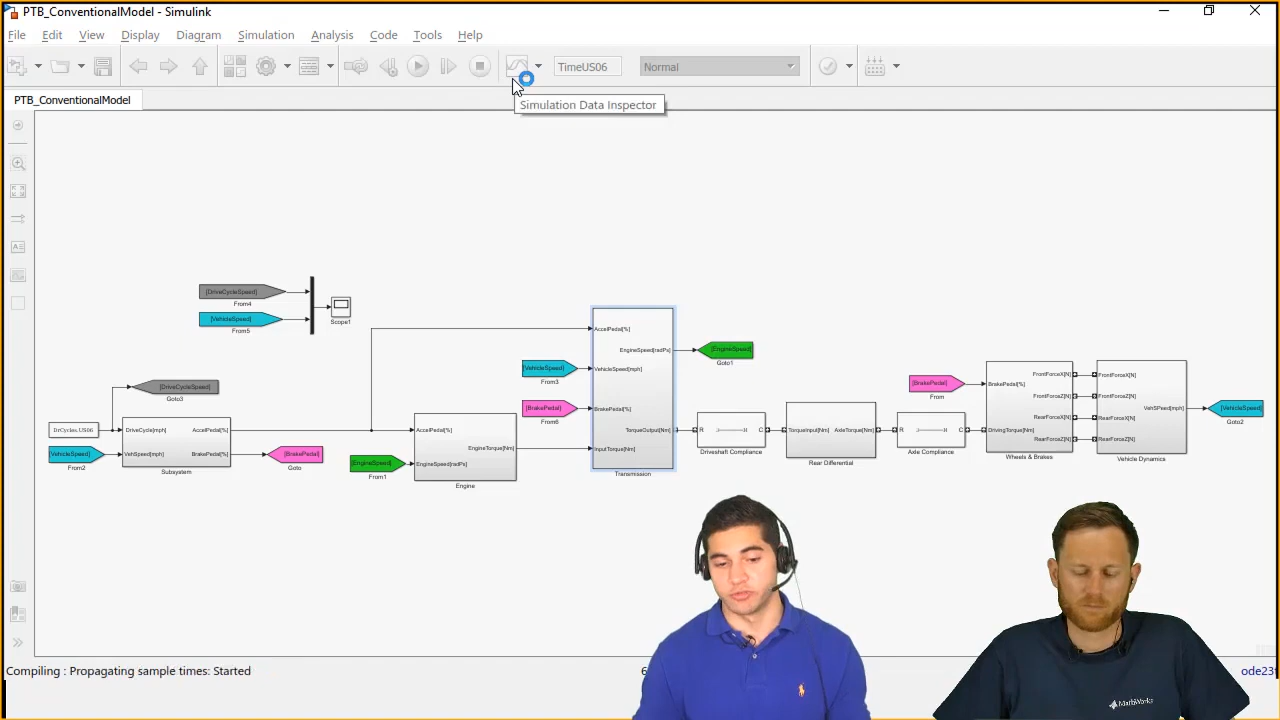 PTB_ConventionalModel - Simulink
File Edit View Display Diagram Simulation Analysis Code Tools Help
TimeUS06 Normal
PTB_ConventionalModel
Simulation Data Inspector
[DriveCycleSpeed]
From4
[VehicleSpeed]
From5
Scope1
[DriveCycleSpeed]
Goto3
DrCycles.US06
DriveCycle[mph]
AccelPedal[%]
[VehicleSpeed]
From2
VehSpeed[mph]
BrakePedal[%]
Subsystem
[BrakePedal]
Goto
[EngineSpeed]
From1
AccelPedal[%]
EngineTorque[Nm]
EngineSpeed[radPs]
Engine
[VehicleSpeed]
From3
[BrakePedal]
From6
AccelPedal[%]
EngineSpeed[radPs]
VehicleSpeed[mph]
BrakePedal[%]
TorqueOutput[Nm]
InputTorque[Nm]
Transmission
[EngineSpeed]
Goto1
R C
Driveshaft Compliance
TorqueInput[Nm] AxleTorque[Nm]
Rear Differential
R C
Axle Compliance
[BrakePedal]
From
FrontForceX[N]
BrakePedal[%]
FrontForceZ[N]
RearForceX[N]
DrivingTorque[Nm]
RearForceZ[N]
Wheels & Brakes
FrontForceX[N]
FrontForceZ[N]
VehSPeed[mph]
RearForceX[N]
RearForceZ[N]
Vehicle Dynamics
[VehicleSpeed]
Goto2
Compiling : Propagating sample times: Started
MathWorks